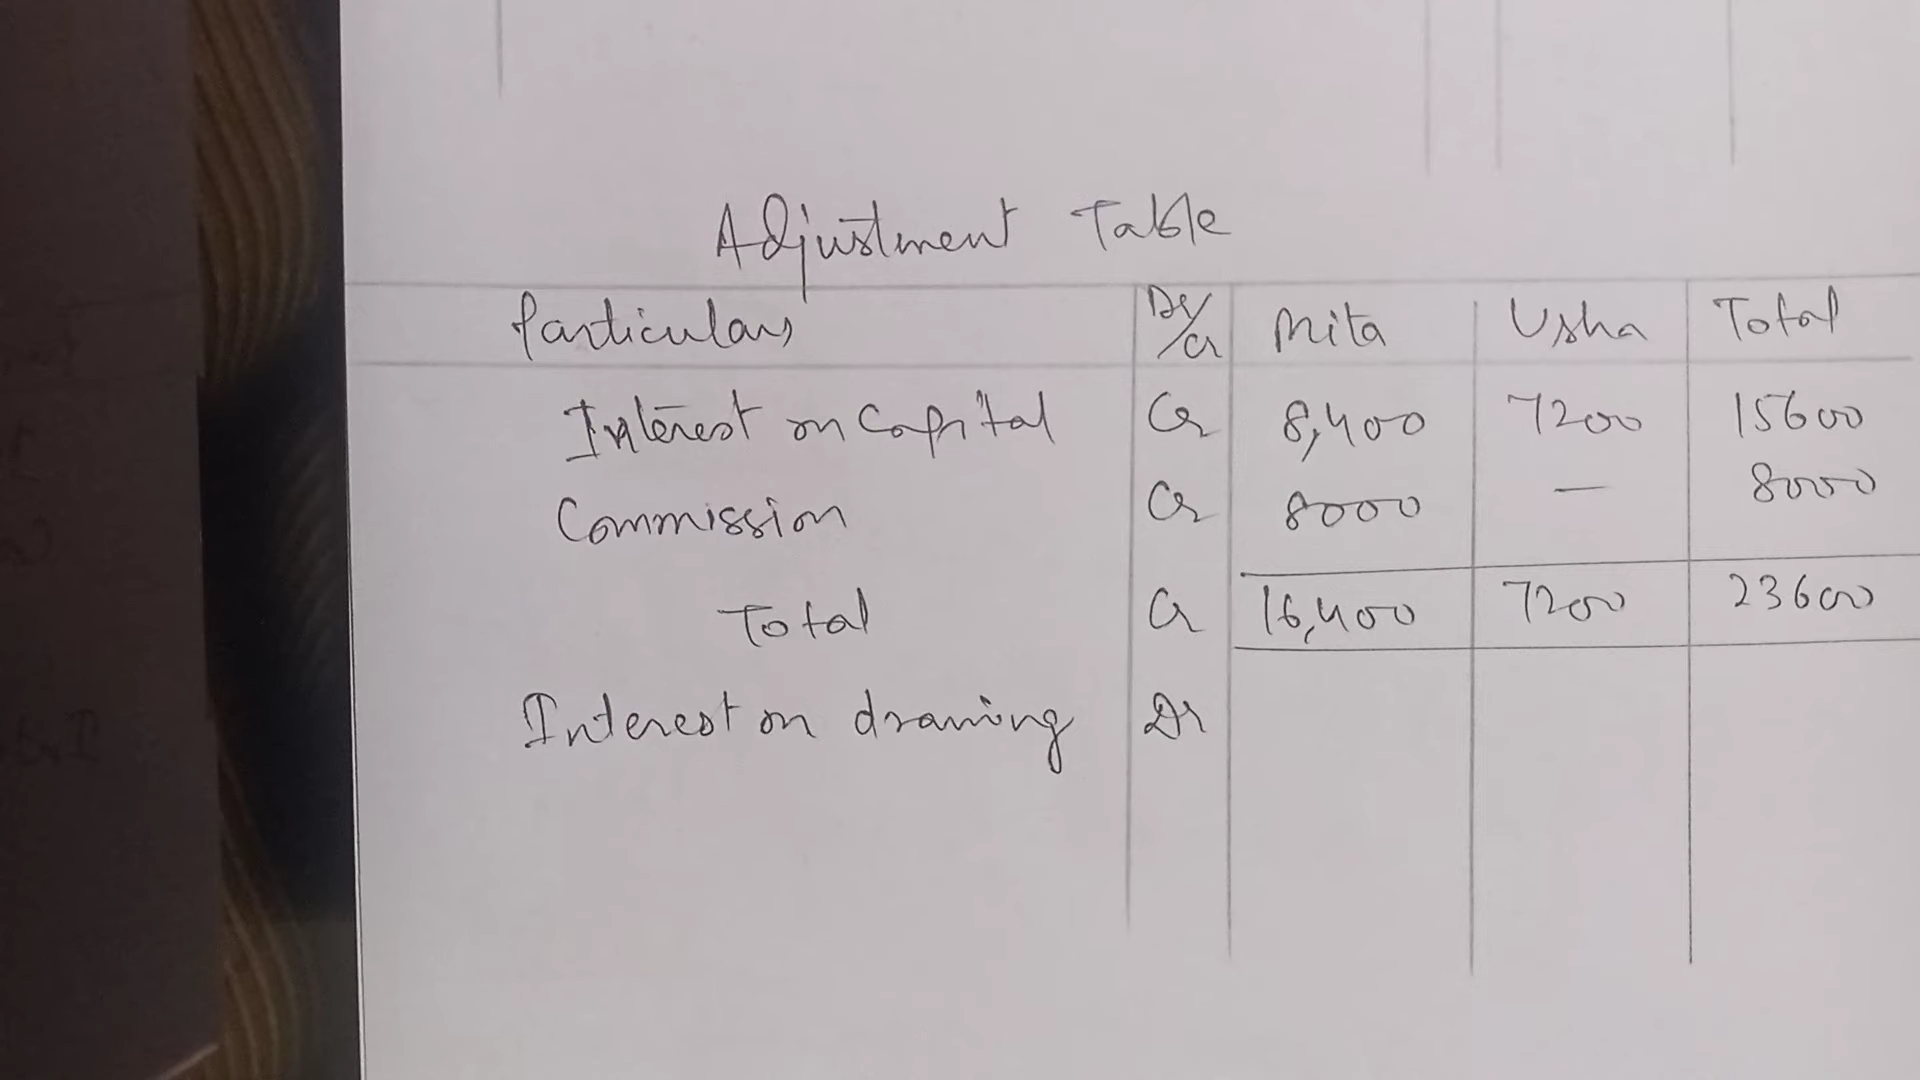 Adjustment Table
Particulars Dr/Cr Mita Usha Total
Interest on Capital Cr 8,400 7200 15600
Commission Cr 8000 — 8000
Total Cr 16,400 7200 23600
Interest on drawing Dr